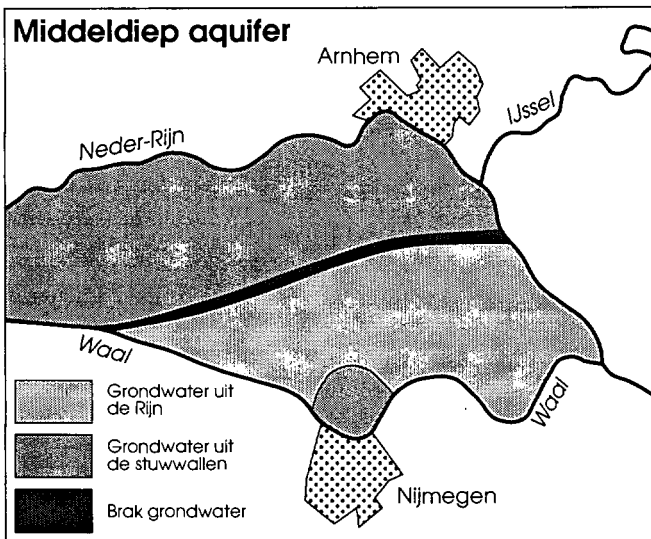 Middeldiep aquifer
Arnhem
IJssel
Neder-Rijn
Waal
Waal
Grondwater uit
de Rijn
Grondwater uit
de stuwwallen
Brak grondwater
Nijmegen